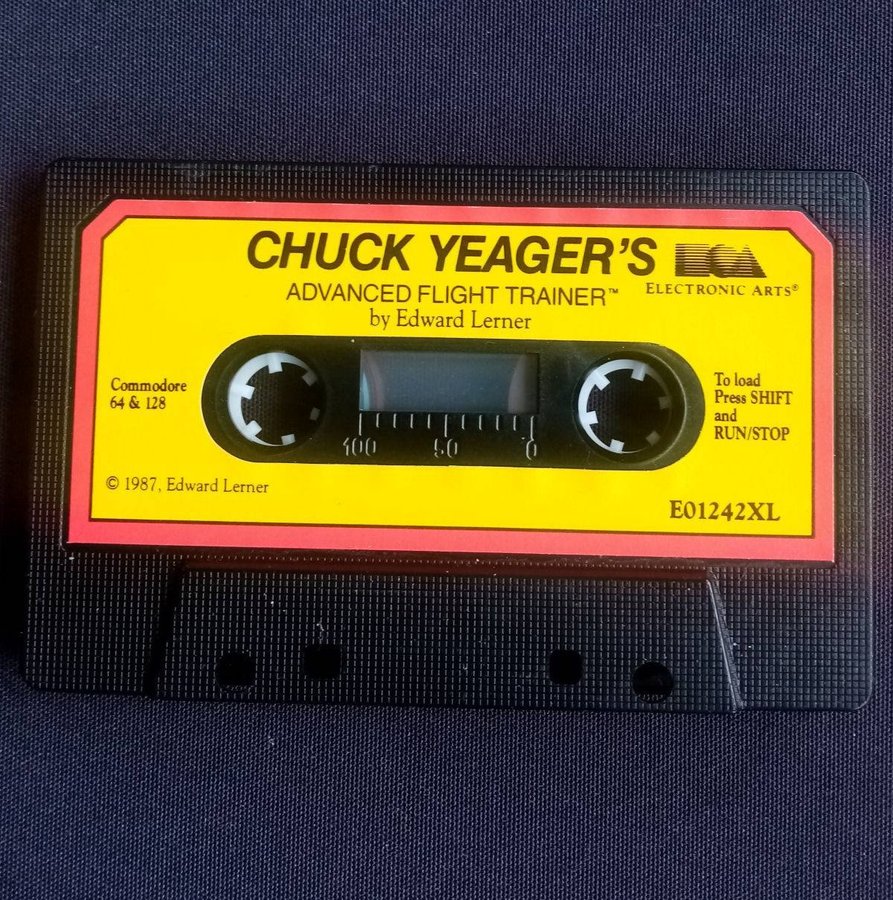 CHUCK YEAGER'S
ADVANCED FLIGHT TRAINER™
by Edward Lerner
ELECTRONIC ARTS®
Commodore
64 & 128
To load
Press SHIFT
and
RUN/STOP
100 50 0
© 1987, Edward Lerner
E01242XL